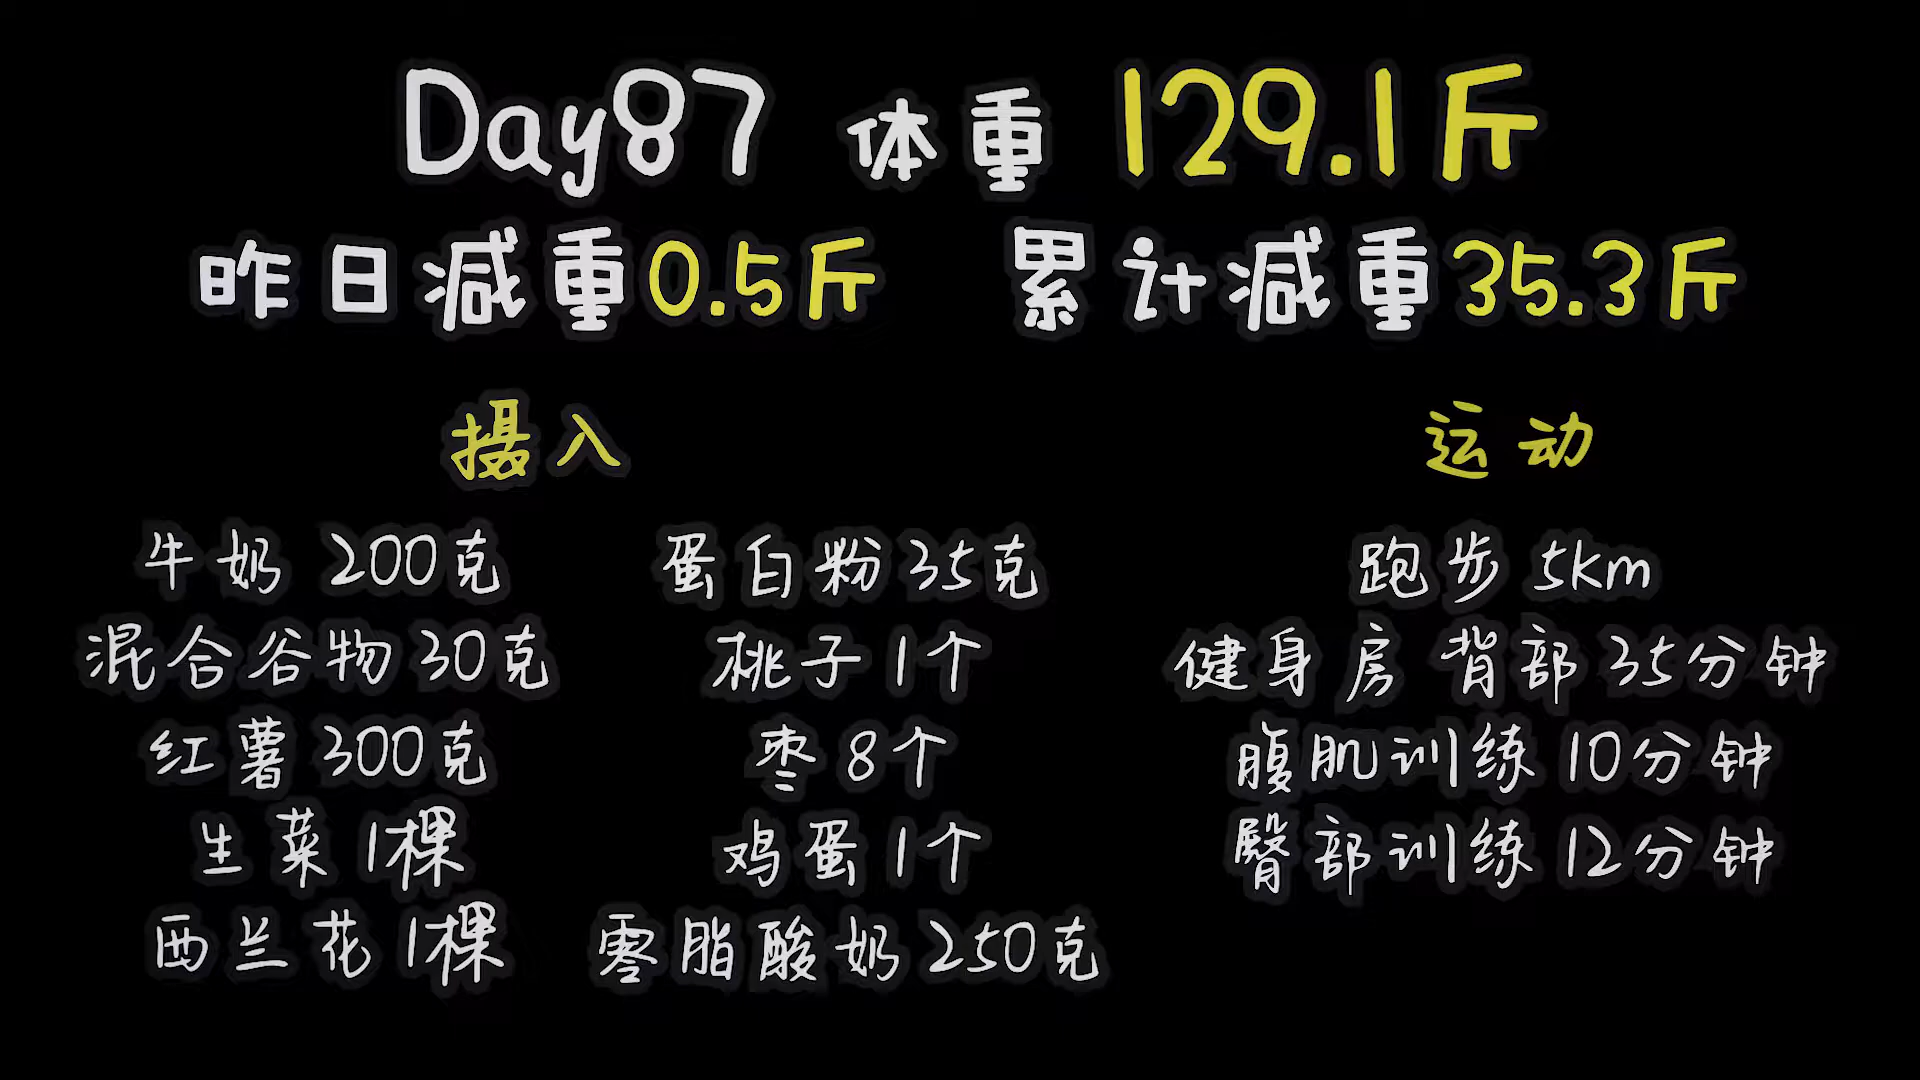 Day87 体重 129.1斤
昨日减重0.5斤 累计减重35.3斤
摄入
牛奶 200克
混合谷物 30克
红薯 300克
生菜 1棵
西兰花 1棵
蛋白粉 35克
桃子 1个
枣 8个
鸡蛋 1个
零脂酸奶 250克
运动
跑步 5km
健身房 背部 35分钟
腹肌训练 10分钟
臀部训练 12分钟